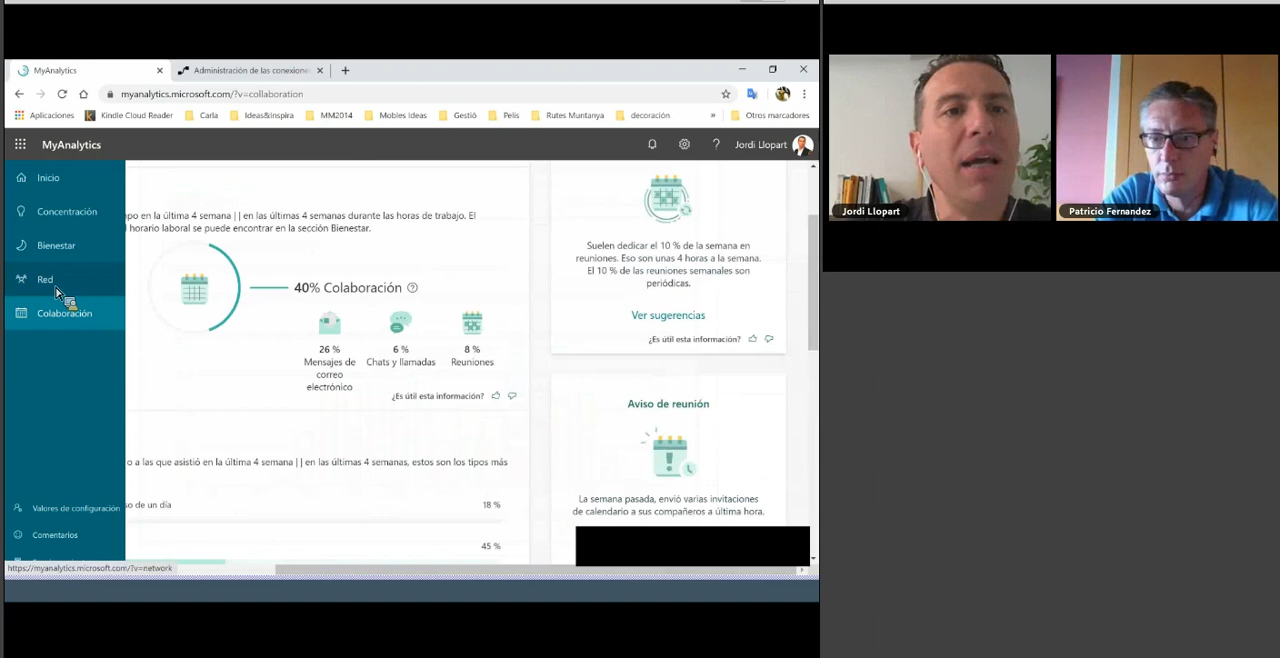 MyAnalytics
Administración de las conexione
myanalytics.microsoft.com/?v=collaboration
Aplicaciones
Kindle Cloud Reader
Carla
Ideas&Inspira
MM2014
Mobles Ideas
Gestió
Pelis
Rutes Muntanya
decoración
»
Otros marcadores
MyAnalytics
?
Jordi Llopart
Inicio
Concentración
Bienestar
Red
Colaboración
Valores de configuración
Comentarios
https://myanalytics.microsoft.com/?v=network
po en la última 4 semana | | en las últimas 4 semanas durante las horas de trabajo. El
l horario laboral se puede encontrar en la sección Bienestar.
40% Colaboración
26 %
Mensajes de
correo
electrónico
6 %
Chats y llamadas
8 %
Reuniones
¿Es útil esta información?
o a las que asistió en la última 4 semana | | en las últimas 4 semanas, estos son los tipos más
so de un día
18 %
45 %
Suelen dedicar el 10 % de la semana en
reuniones. Eso son unas 4 horas a la semana.
El 10 % de las reuniones semanales son
periódicas.
Ver sugerencias
¿Es útil esta información?
Aviso de reunión
La semana pasada, envió varias invitaciones
de calendario a sus compañeros a última hora.
Jordi Llopart
Patricio Fernandez